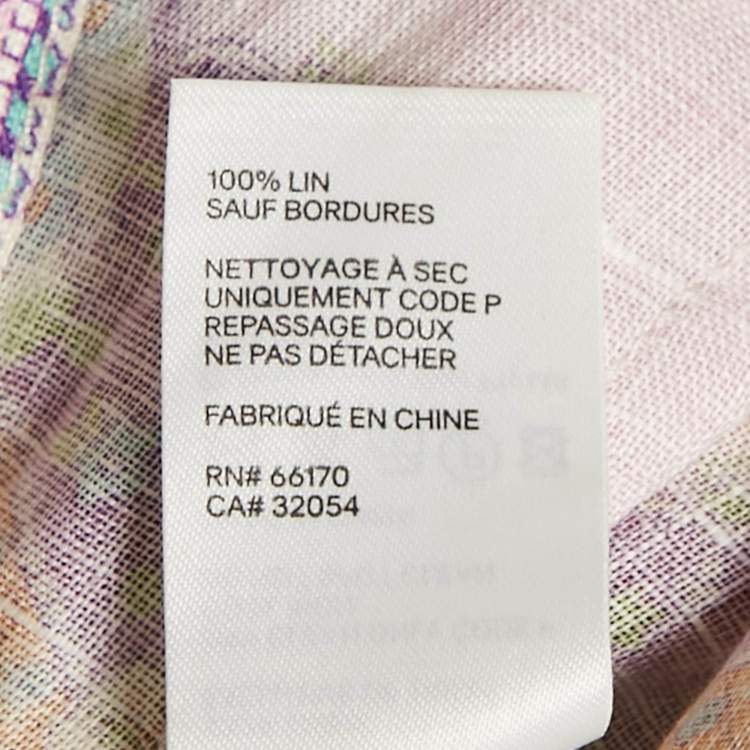 100% LIN
SAUF BORDURES
NETTOYAGE À SEC
UNIQUEMENT CODE P
REPASSAGE DOUX
NE PAS DÉTACHER
FABRIQUÉ EN CHINE
RN# 66170
CA# 32054